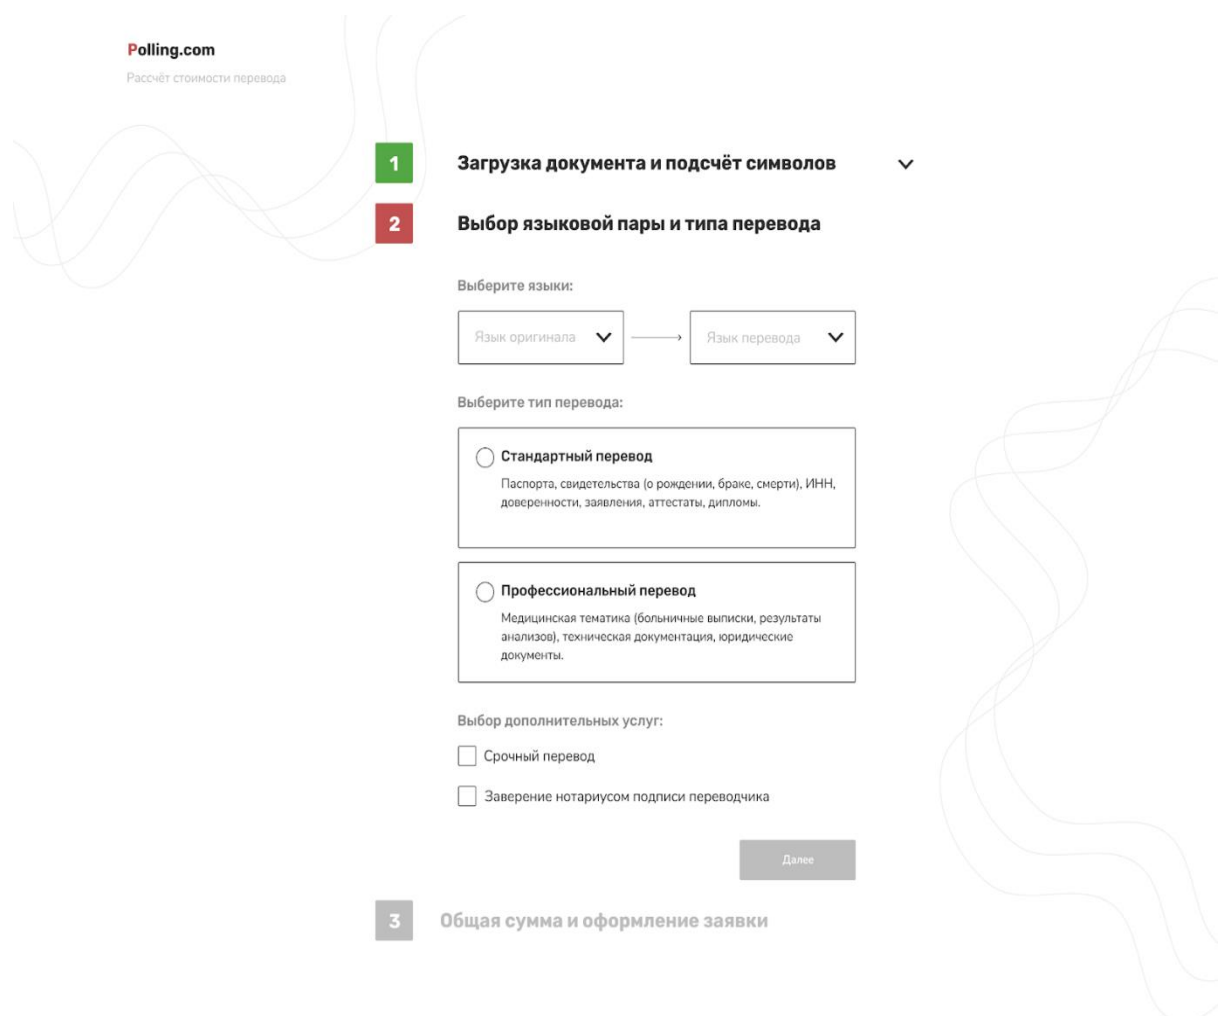 Polling.com
Рассчёт стоимости перевода
1 Загрузка документа и подсчёт символов
2 Выбор языковой пары и типа перевода
Выберите языки:
Язык оригинала Язык перевода
Выберите тип перевода:
Стандартный перевод
Паспорта, свидетельства (о рождении, браке, смерти), ИНН,
доверенности, заявления, аттестаты, дипломы.
Профессиональный перевод
Медицинская тематика (больничные выписки, результаты
анализов), техническая документация, юридические
документы.
Выбор дополнительных услуг:
Срочный перевод
Заверение нотариусом подписи переводчика
Далее
3 Общая сумма и оформление заявки